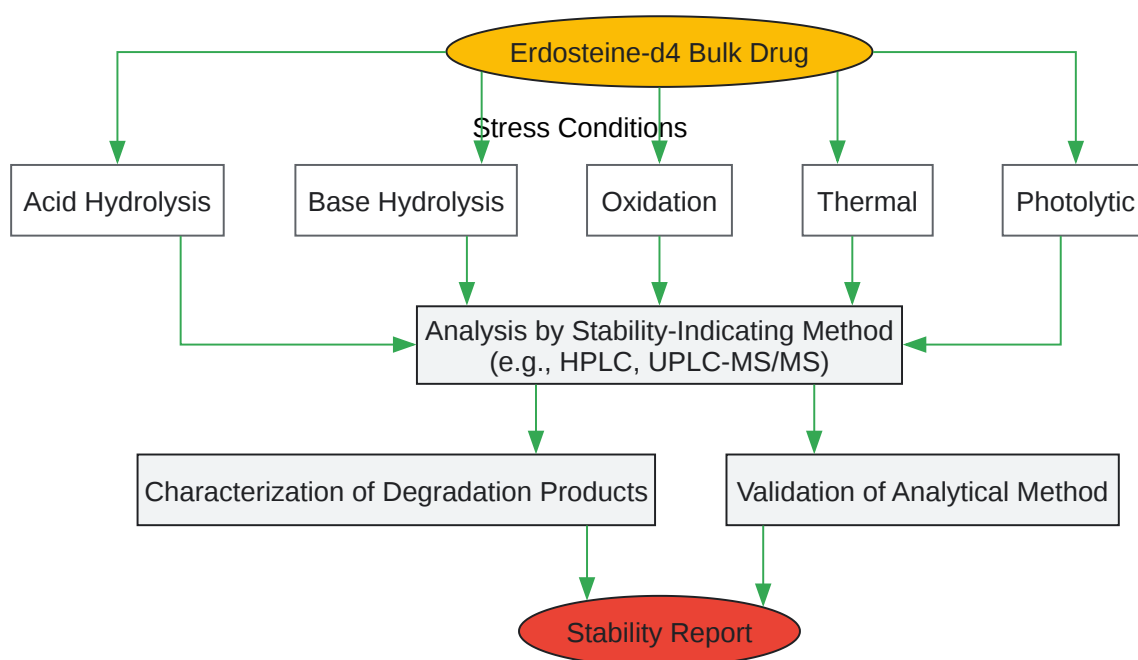 Erdosteine-d4 Bulk Drug
Stress Conditions
Acid Hydrolysis
Base Hydrolysis
Oxidation
Thermal
Photolytic
Analysis by Stability-Indicating Method
(e.g., HPLC, UPLC-MS/MS)
Characterization of Degradation Products
Validation of Analytical Method
Stability Report